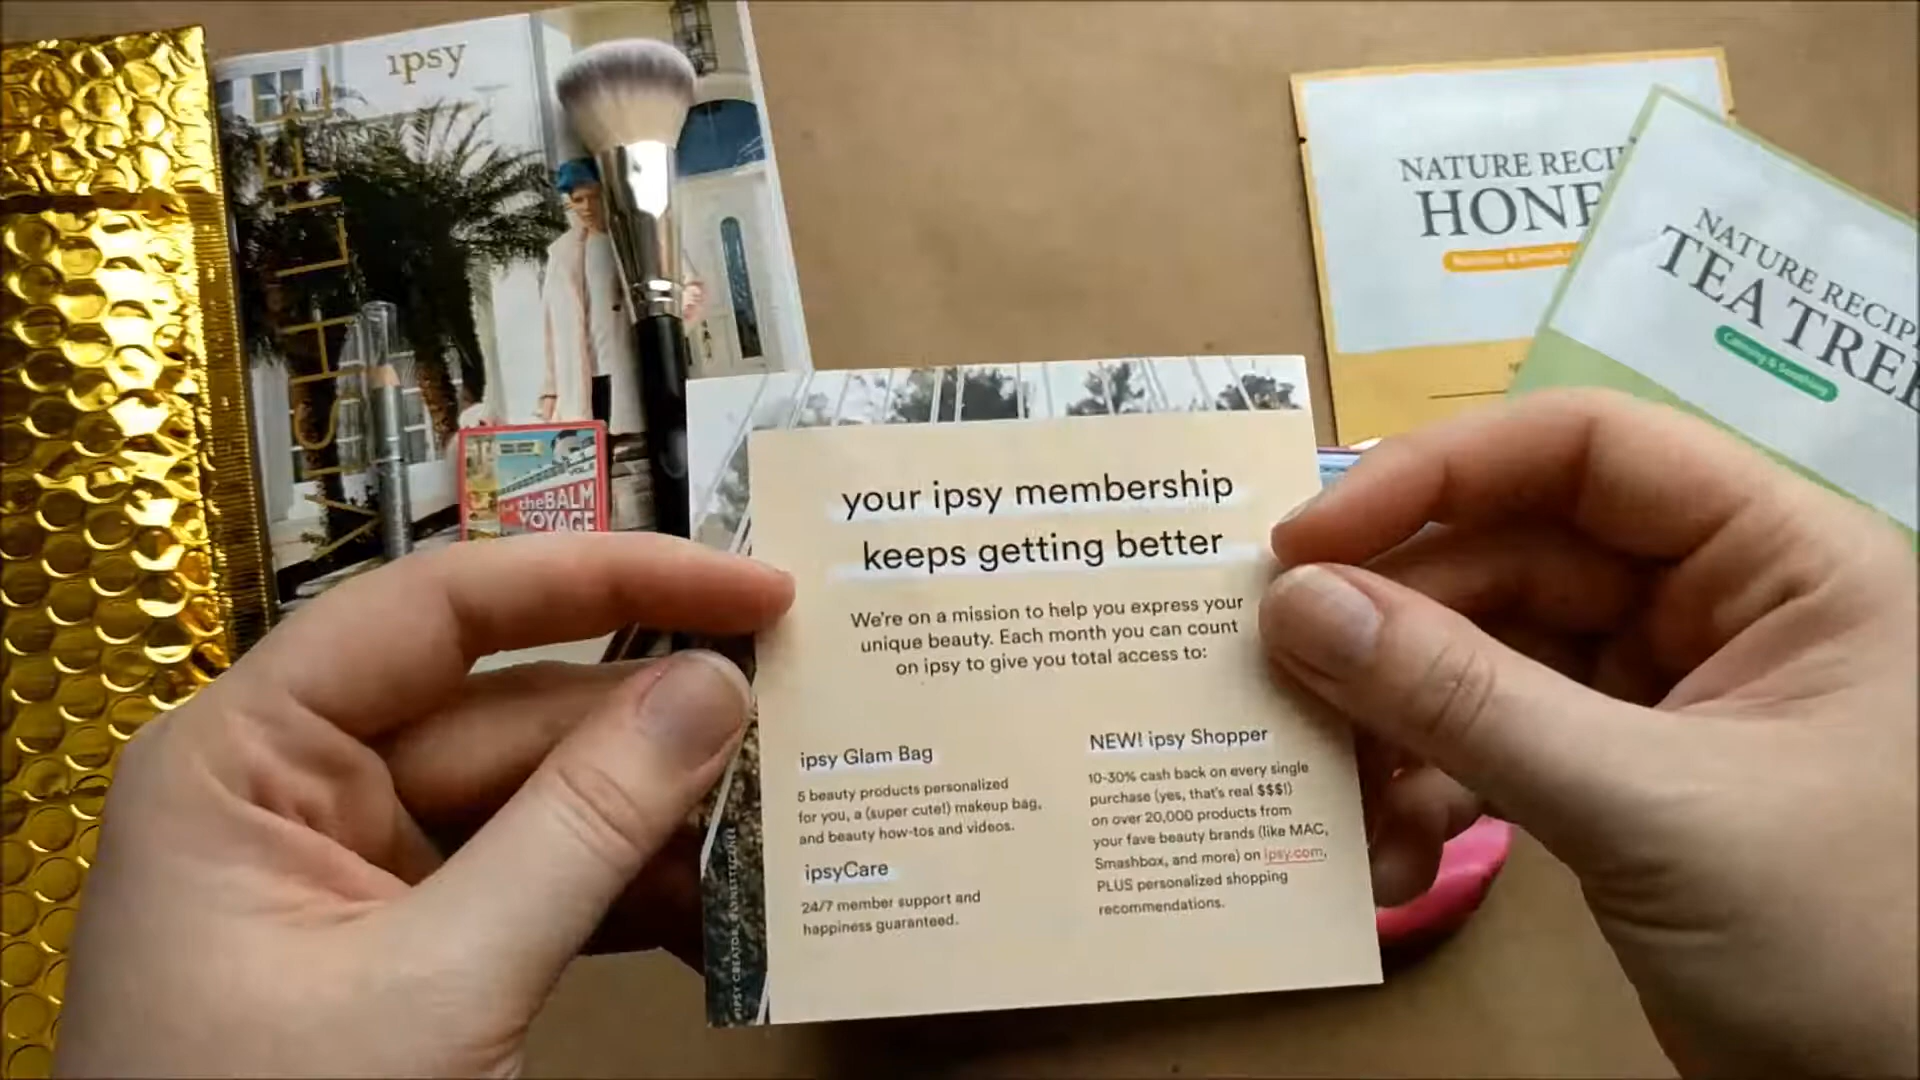 ipsy
LIFE
theBALM
VOYAGE
VOL. 2
NATURE RECI
HONE
NATURE RECIP
TEA TREE
Calming & Soothing
your ipsy membership
keeps getting better
We're on a mission to help you express your
unique beauty. Each month you can count
on ipsy to give you total access to:
ipsy Glam Bag
5 beauty products personalized
for you, a (super cute!) makeup bag,
and beauty how-tos and videos.
ipsyCare
24/7 member support and
happiness guaranteed.
NEW! ipsy Shopper
10-30% cash back on every single
purchase (yes, that's real $$$!)
on over 20,000 products from
your fave beauty brands (like MAC,
Smashbox, and more) on ipsy.com,
PLUS personalized shopping
recommendations.